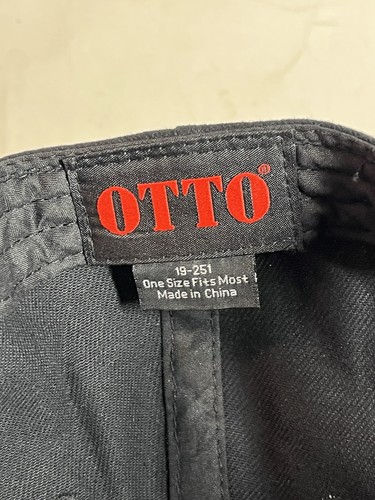 OTTO®
19-251
One Size Fits Most
Made in China